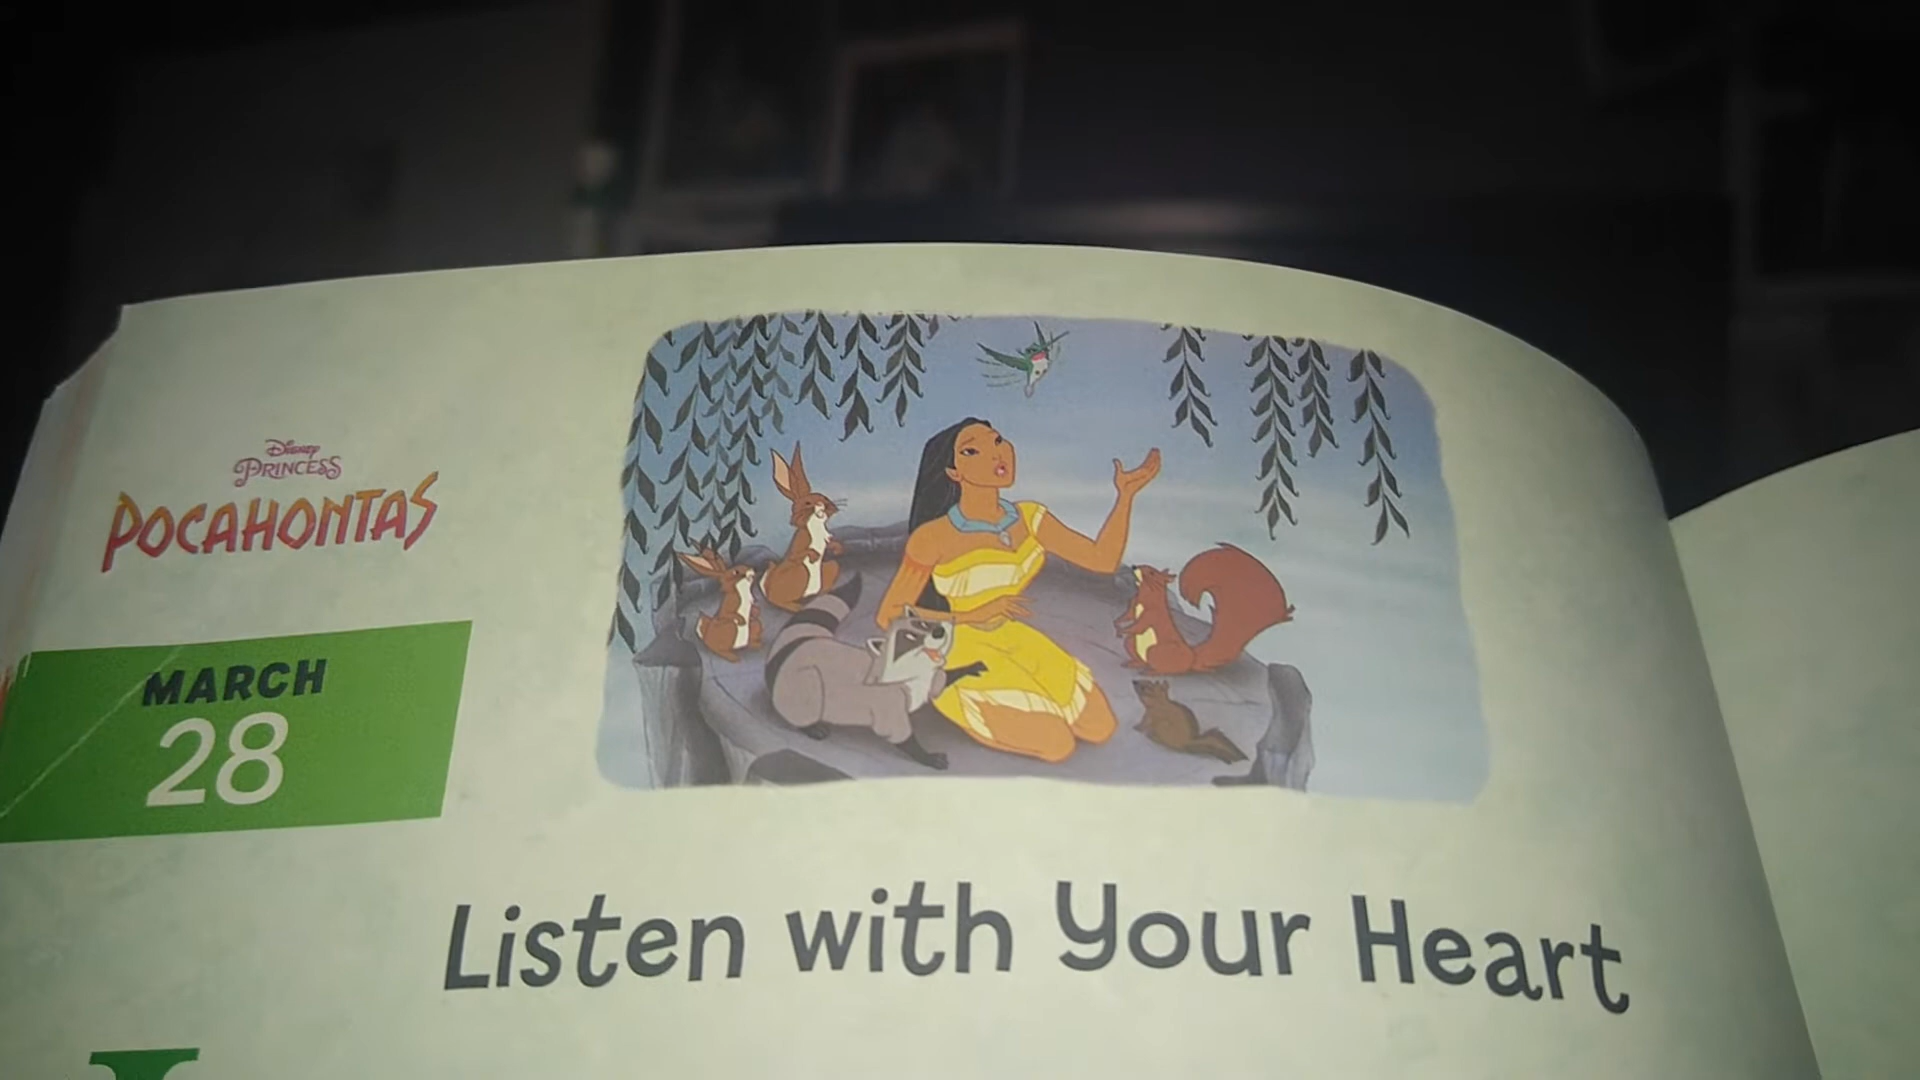 Disney
PRINCESS
POCAHONTAS
MARCH
28
Listen with Your Heart